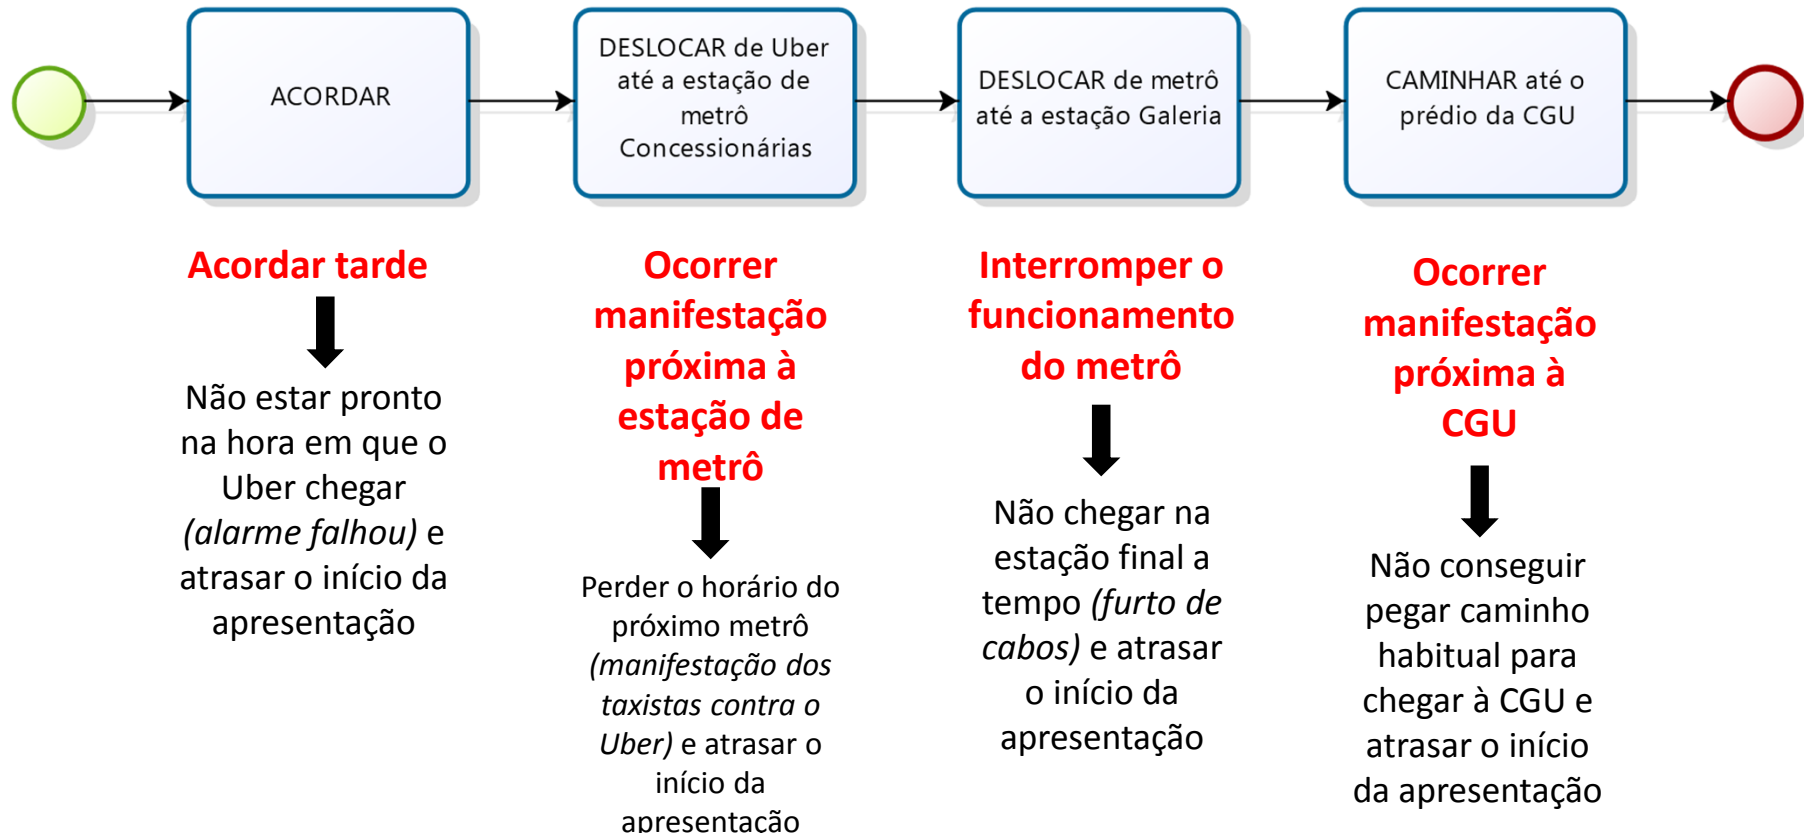 ACORDAR
DESLOCAR de Uber
até a estação de
metrô
Concessionárias
DESLOCAR de metrô
até a estação Galeria
CAMINHAR até o
prédio da CGU
Acordar tarde
Não estar pronto
na hora em que o
Uber chegar
(alarme falhou) e
atrasar o início da
apresentação
Ocorrer
manifestação
próxima à
estação de
metrô
Perder o horário do
próximo metrô
(manifestação dos
taxistas contra o
Uber) e atrasar o
início da
apresentação
Interromper o
funcionamento
do metrô
Não chegar na
estação final a
tempo (furto de
cabos) e atrasar
o início da
apresentação
Ocorrer
manifestação
próxima à
CGU
Não conseguir
pegar caminho
habitual para
chegar à CGU e
atrasar o início
da apresentação